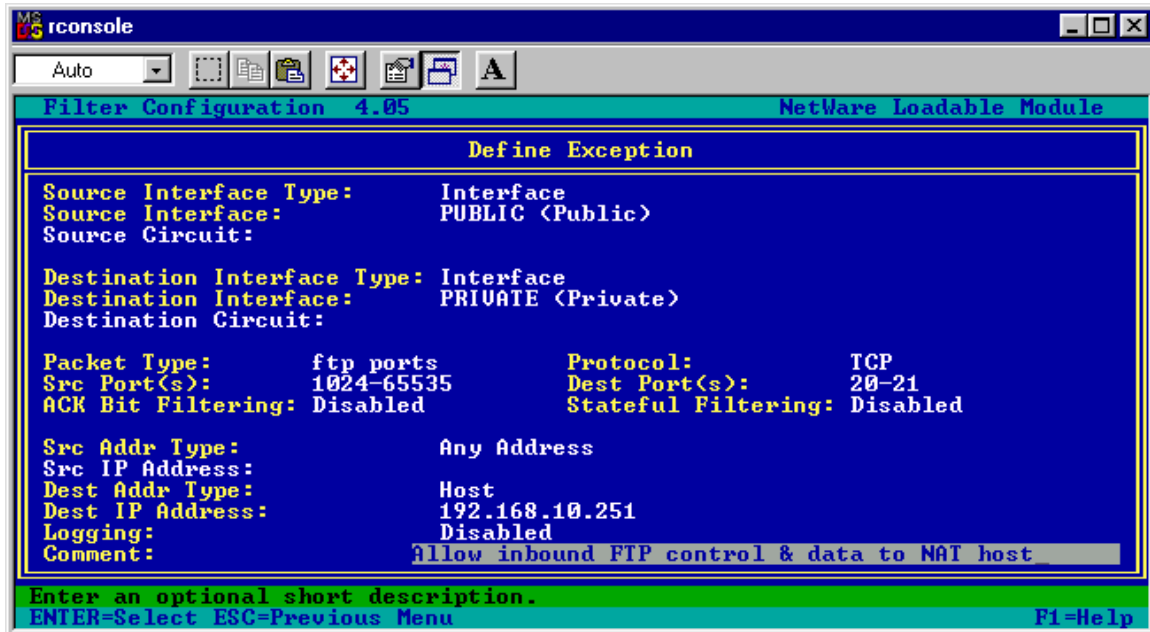 rconsole
Auto A
Filter Configuration 4.05 NetWare Loadable Module
Define Exception
Source Interface Type: Interface
Source Interface: PUBLIC (Public)
Source Circuit:
Destination Interface Type: Interface
Destination Interface: PRIVATE (Private)
Destination Circuit:
Packet Type: ftp ports Protocol: TCP
Src Port(s): 1024-65535 Dest Port(s): 20-21
ACK Bit Filtering: Disabled Stateful Filtering: Disabled
Src Addr Type: Any Address
Src IP Address:
Dest Addr Type: Host
Dest IP Address: 192.168.10.251
Logging: Disabled
Comment: Allow inbound FTP control & data to NAT host_
Enter an optional short description.
ENTER=Select ESC=Previous Menu F1=Help